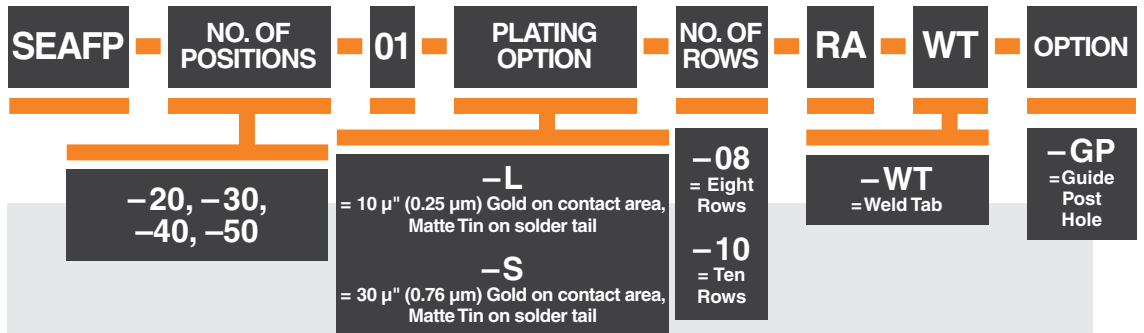 SEAFP
NO. OF
POSITIONS
01
PLATING
OPTION
NO. OF
ROWS
RA
WT
OPTION
–20, –30,
–40, –50
–L
= 10 µ" (0.25 µm) Gold on contact area,
Matte Tin on solder tail
–S
= 30 µ" (0.76 µm) Gold on contact area,
Matte Tin on solder tail
–08
= Eight
Rows
–10
= Ten
Rows
–WT
=Weld Tab
–GP
=Guide
Post
Hole